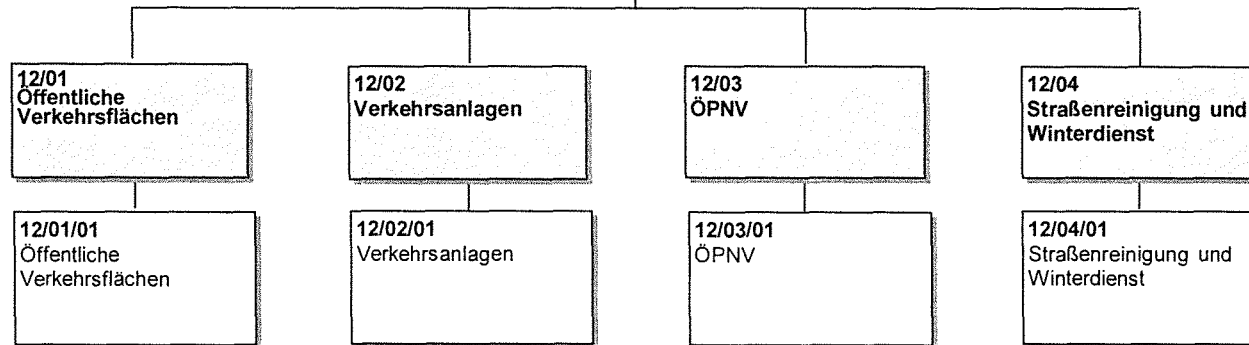 12/01
Öffentliche
Verkehrsflächen
12/02
Verkehrsanlagen
12/03
ÖPNV
12/04
Straßenreinigung und
Winterdienst
12/01/01
Öffentliche
Verkehrsflächen
12/02/01
Verkehrsanlagen
12/03/01
ÖPNV
12/04/01
Straßenreinigung und
Winterdienst